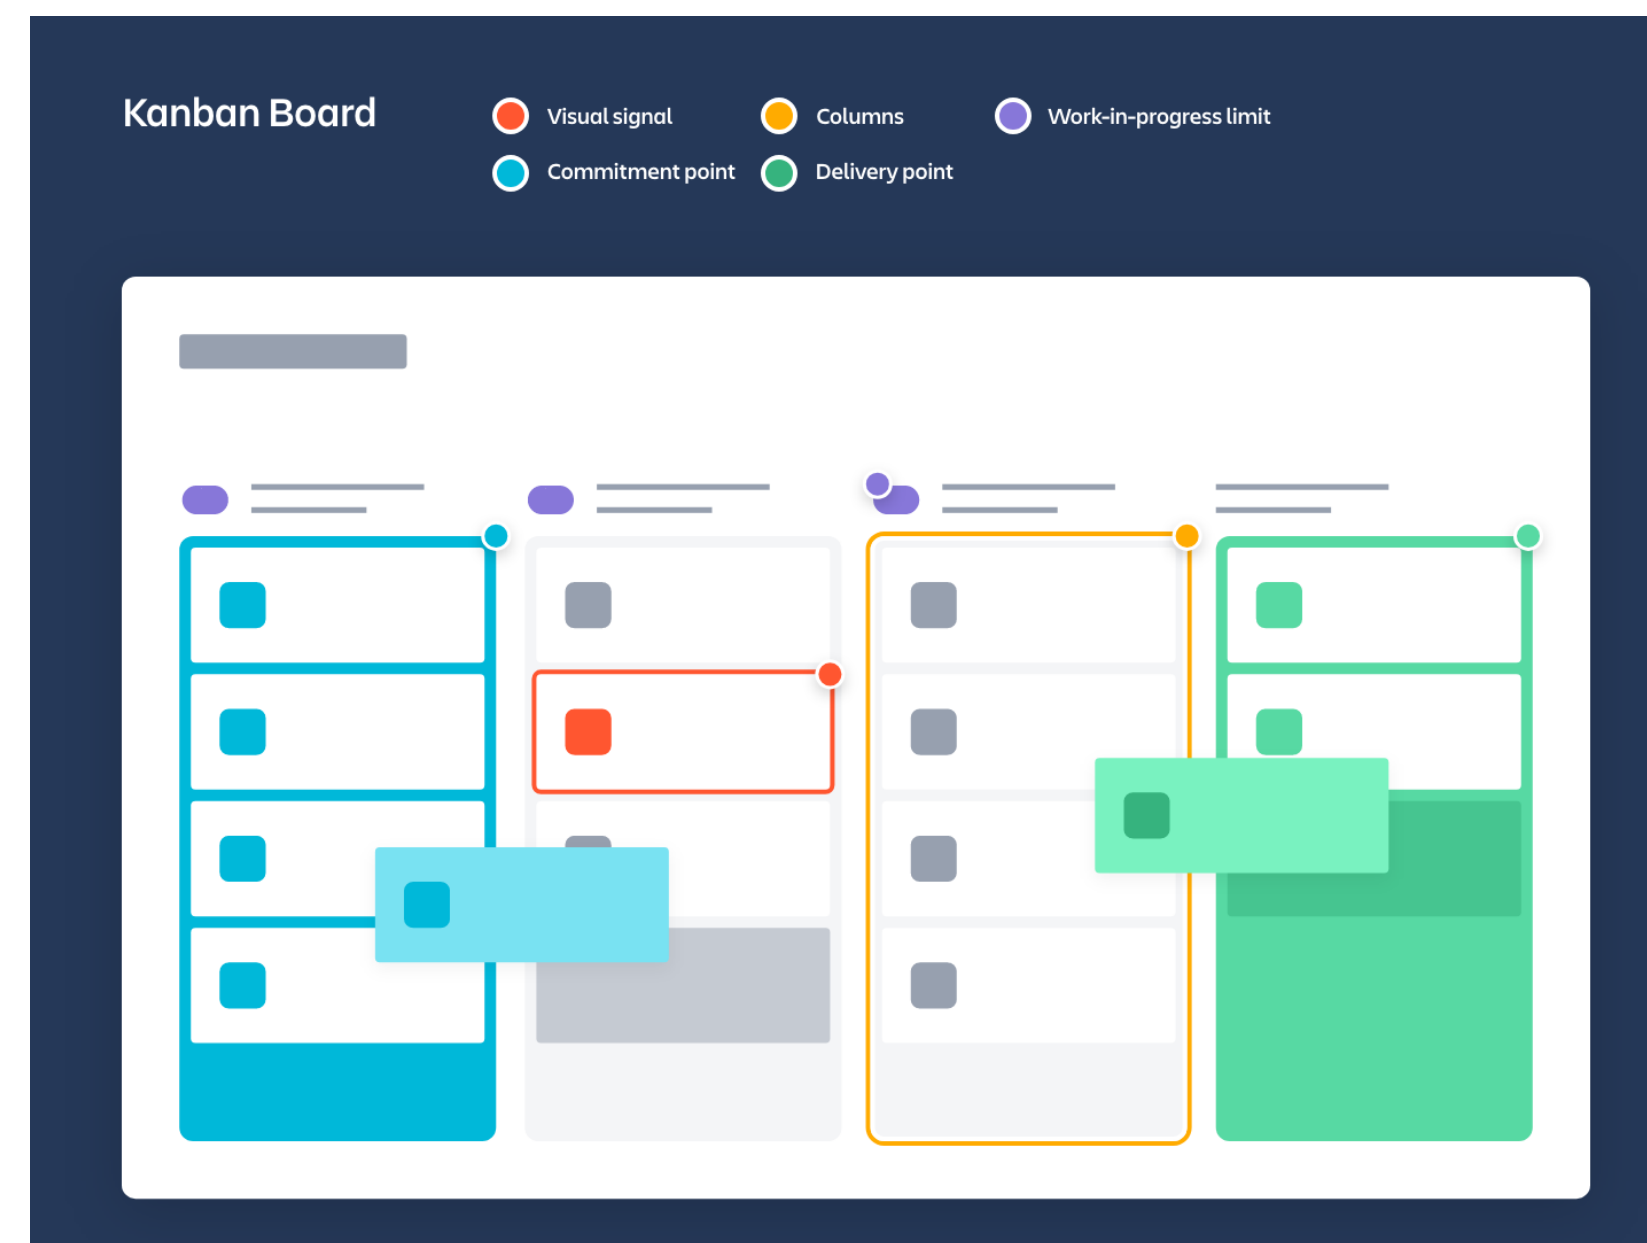 Kanban Board
Visual signal
Columns
Work-in-progress limit
Commitment point
Delivery point